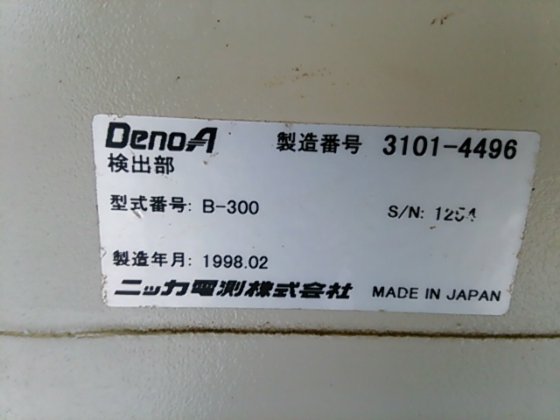 DenoA 製造番号 3101-4496
検出部
型式番号: B-300 S/N:
製造年月: 1998.02
ニッカ電測株式会社 MADE IN JAPAN